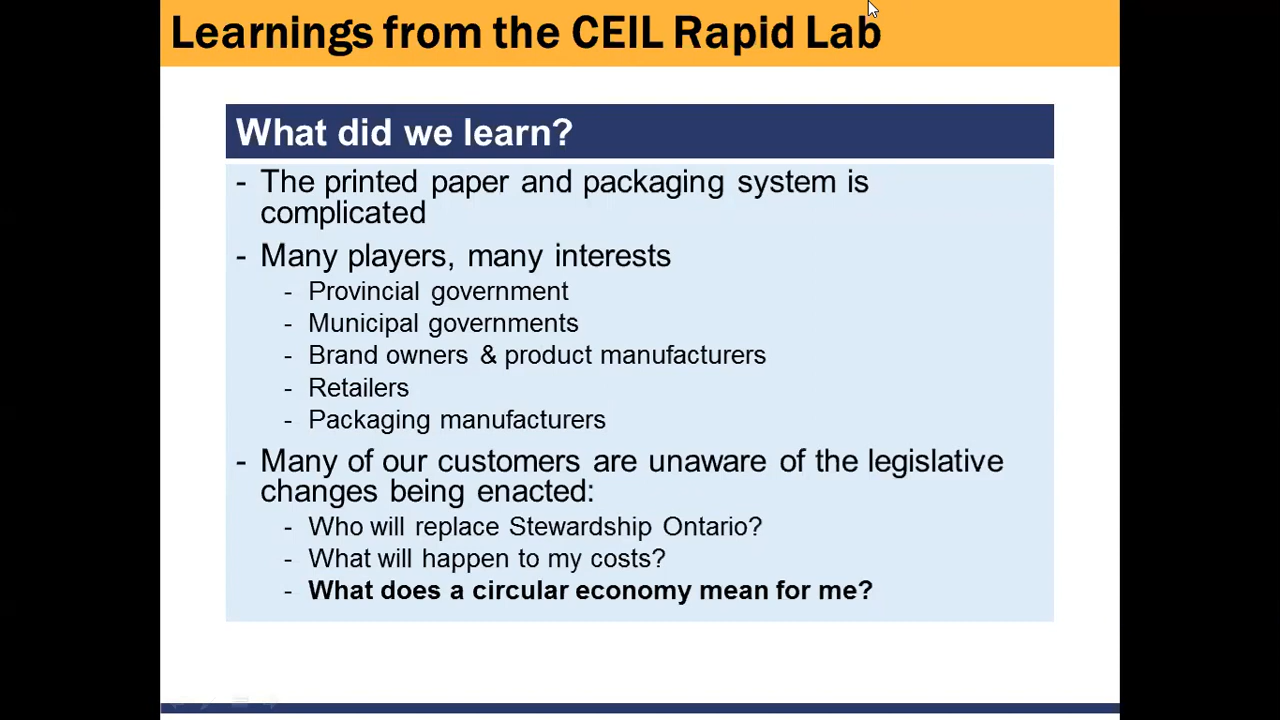 Learnings from the CEIL Rapid Lab
What did we learn?
- The printed paper and packaging system is
complicated
- Many players, many interests
- Provincial government
- Municipal governments
- Brand owners & product manufacturers
- Retailers
- Packaging manufacturers
- Many of our customers are unaware of the legislative
changes being enacted:
- Who will replace Stewardship Ontario?
- What will happen to my costs?
- What does a circular economy mean for me?